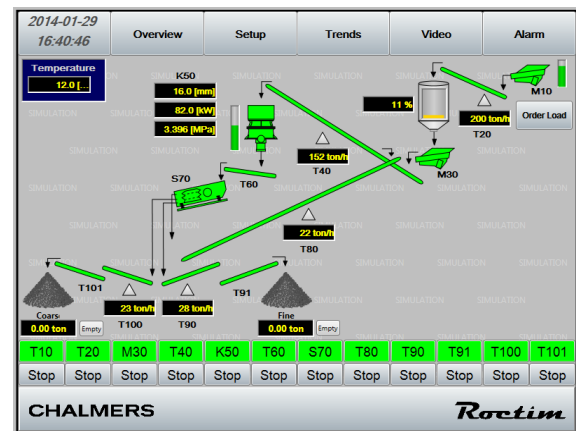 2014-01-29
16:40:46
Overview
Setup
Trends
Video
Alarm
Temperature
12.0 [...
K50
16.0 [mm]
82.0 [kW]
3.396 [MPa]
11 %
M10
200 ton/h
Order Load
T20
152 ton/h
T40
M30
S70
T60
22 ton/h
T80
T101
T91
Coars
23 ton/h
28 ton/h
Fine
0.00 ton
Empty
T100
T90
0.00 ton
Empty
SIMULATION
T10 T20 M30 T40 K50 T60 S70 T80 T90 T91 T100 T101
Stop Stop Stop Stop Stop Stop Stop Stop Stop Stop Stop Stop
CHALMERS
Roctim